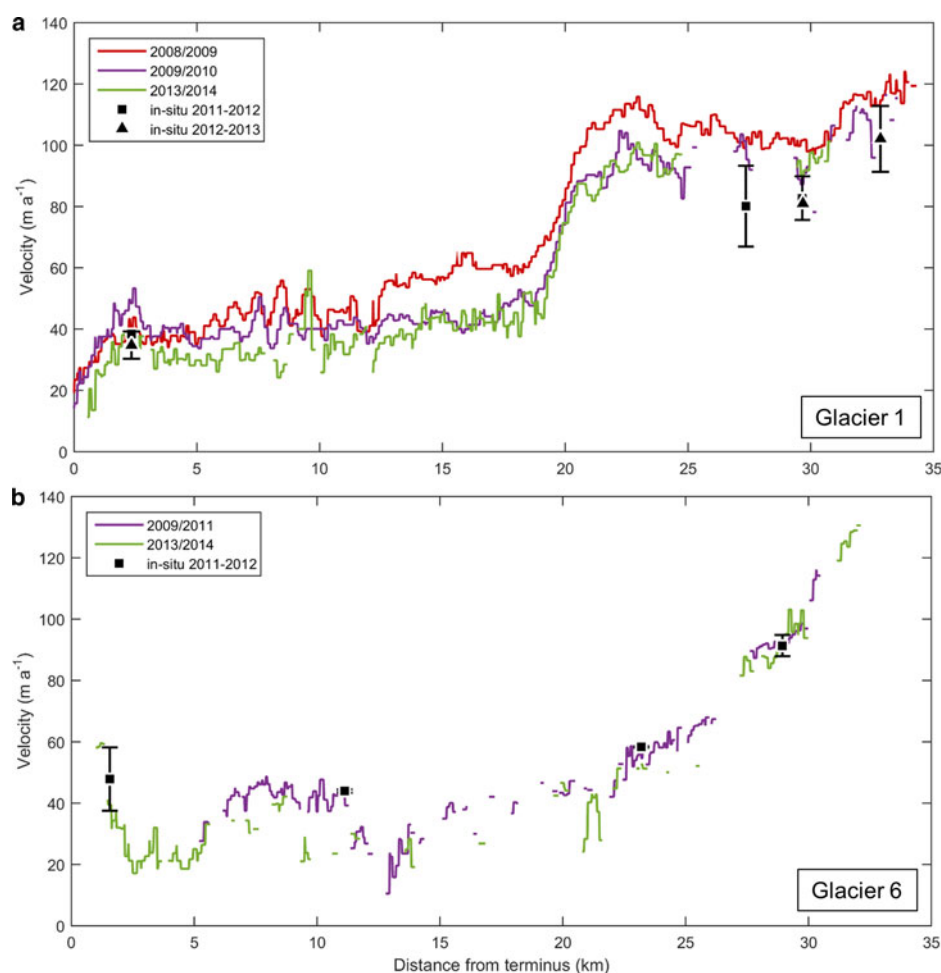 a
140
120
100
80
60
40
20
0
Velocity (m a⁻¹)
2008/2009
2009/2010
2013/2014
in-situ 2011-2012
in-situ 2012-2013
Glacier 1
0 5 10 15 20 25 30 35
b
140
120
100
80
60
40
20
0
Velocity (m a⁻¹)
2009/2011
2013/2014
in-situ 2011-2012
Glacier 6
0 5 10 15 20 25 30 35
Distance from terminus (km)